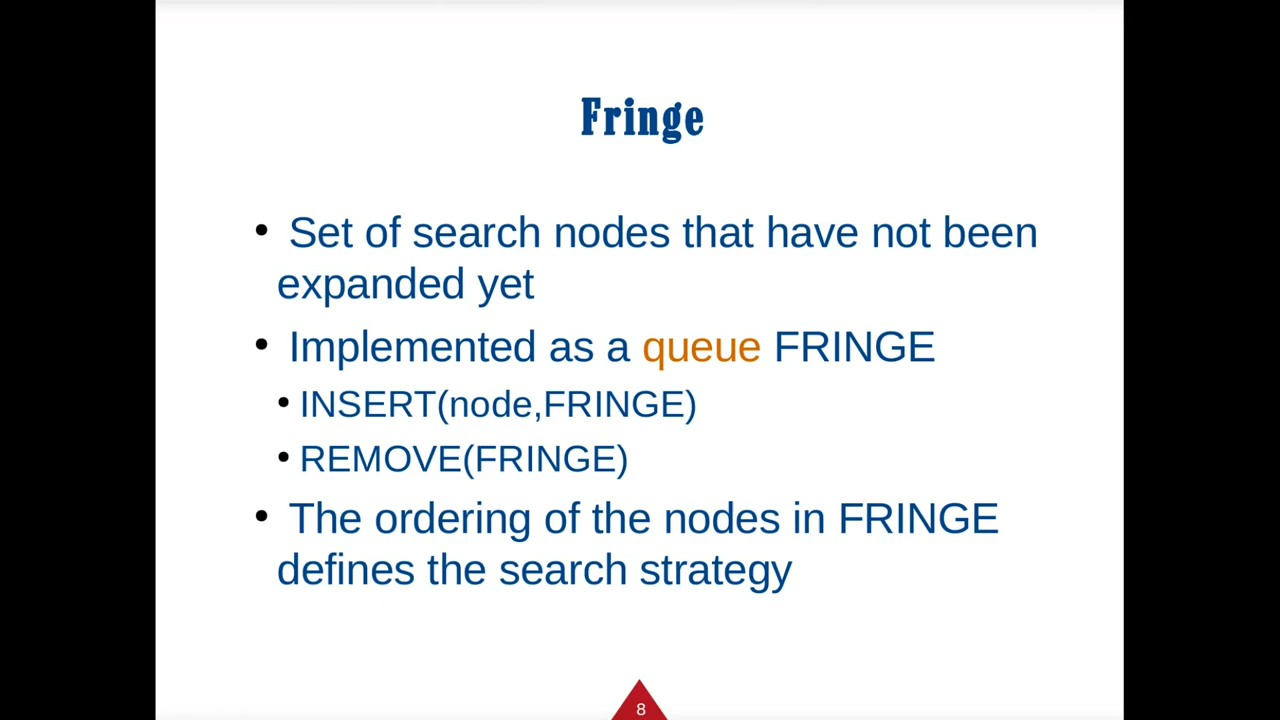 Fringe
• Set of search nodes that have not been
expanded yet
• Implemented as a queue FRINGE
• INSERT(node,FRINGE)
• REMOVE(FRINGE)
• The ordering of the nodes in FRINGE
defines the search strategy
8